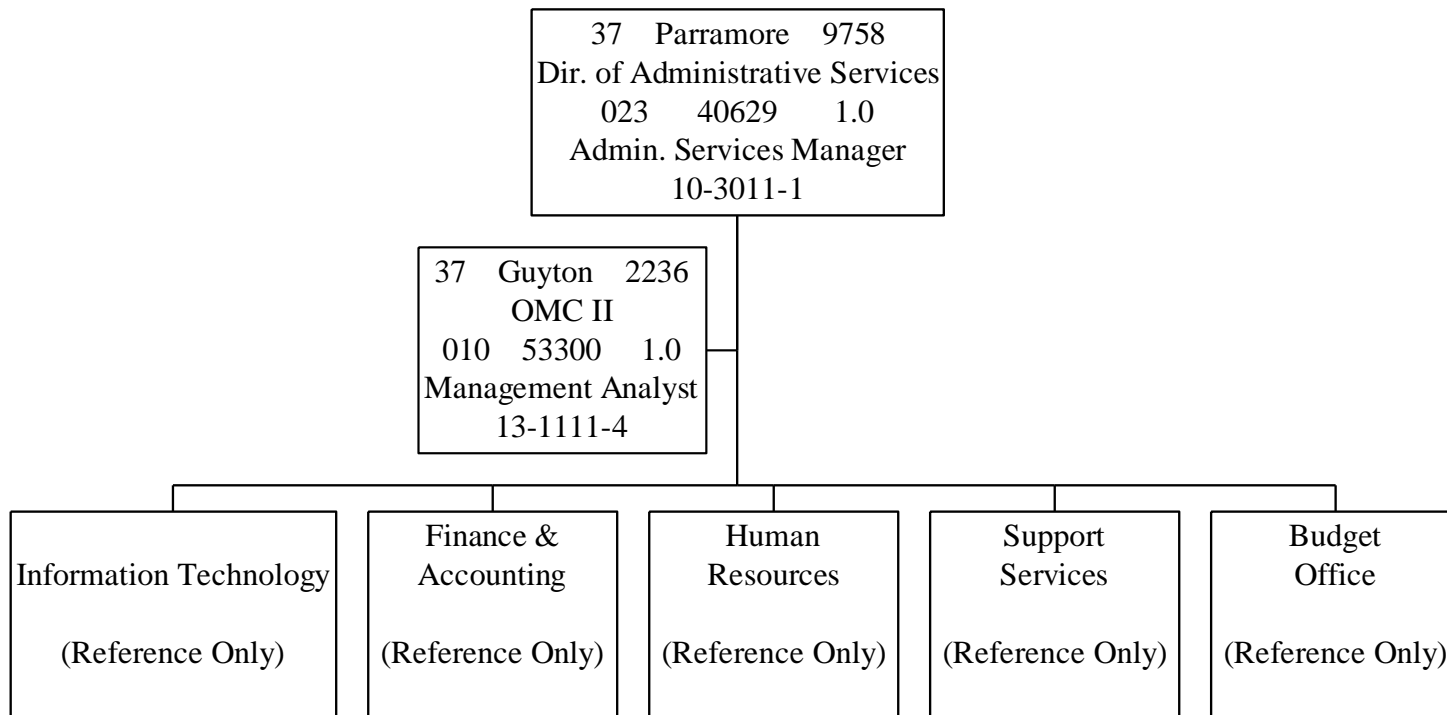 37 Parramore 9758
Dir. of Administrative Services
023 40629 1.0
Admin. Services Manager
10-3011-1
37 Guyton 2236
OMC II
010 53300 1.0
Management Analyst
13-1111-4
Information Technology
(Reference Only)
Finance &
Accounting
(Reference Only)
Human
Resources
(Reference Only)
Support
Services
(Reference Only)
Budget
Office
(Reference Only)